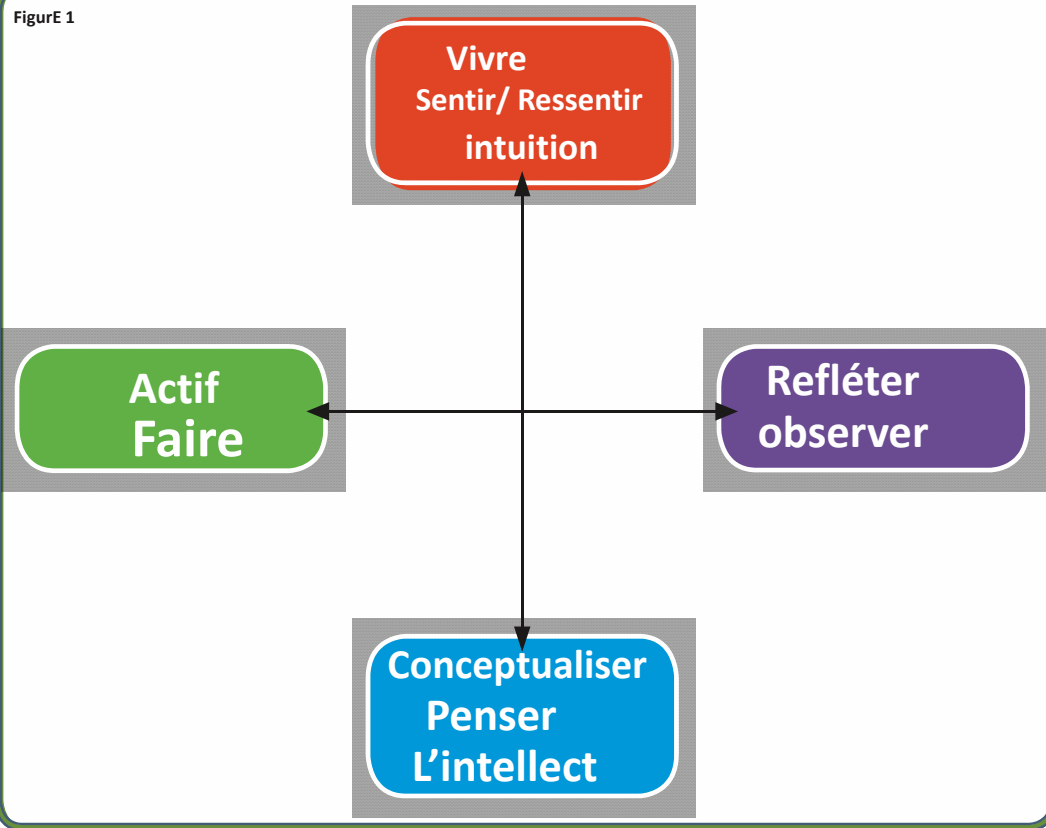 FigurE 1
Vivre
Sentir/ Ressentir
intuition
Actif
Faire
Refléter
observer
Conceptualiser
Penser
L’intellect